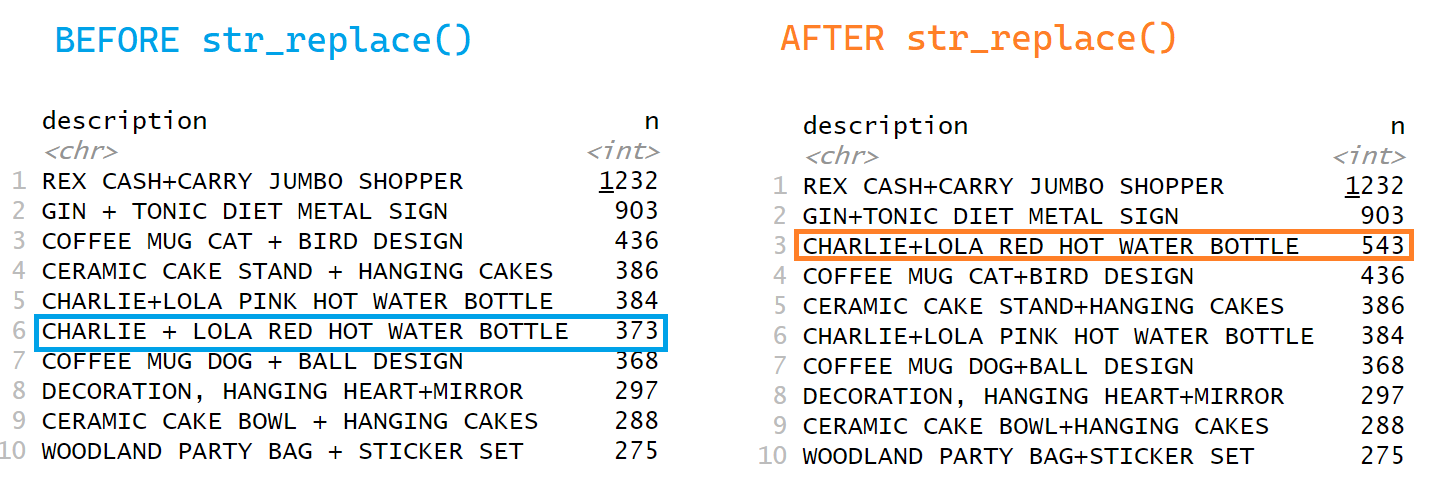 BEFORE str_replace()
description n
<chr> <int>
1 REX CASH+CARRY JUMBO SHOPPER 1232
2 GIN + TONIC DIET METAL SIGN 903
3 COFFEE MUG CAT + BIRD DESIGN 436
4 CERAMIC CAKE STAND + HANGING CAKES 386
5 CHARLIE+LOLA PINK HOT WATER BOTTLE 384
6 CHARLIE + LOLA RED HOT WATER BOTTLE 373
7 COFFEE MUG DOG + BALL DESIGN 368
8 DECORATION, HANGING HEART+MIRROR 297
9 CERAMIC CAKE BOWL + HANGING CAKES 288
10 WOODLAND PARTY BAG + STICKER SET 275
AFTER str_replace()
description n
<chr> <int>
1 REX CASH+CARRY JUMBO SHOPPER 1232
2 GIN+TONIC DIET METAL SIGN 903
3 CHARLIE+LOLA RED HOT WATER BOTTLE 543
4 COFFEE MUG CAT+BIRD DESIGN 436
5 CERAMIC CAKE STAND+HANGING CAKES 386
6 CHARLIE+LOLA PINK HOT WATER BOTTLE 384
7 COFFEE MUG DOG+BALL DESIGN 368
8 DECORATION, HANGING HEART+MIRROR 297
9 CERAMIC CAKE BOWL+HANGING CAKES 288
10 WOODLAND PARTY BAG+STICKER SET 275